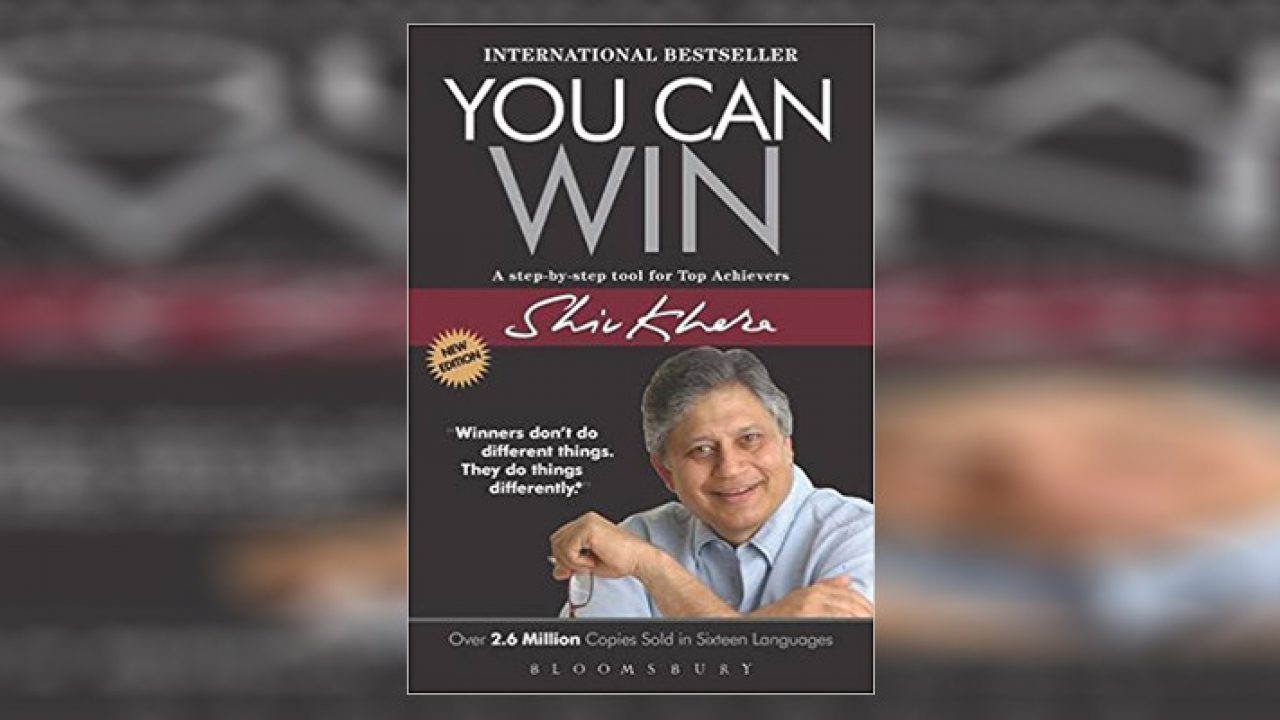 INTERNATIONAL BESTSELLER
YOU CAN
WIN
A step-by-step tool for Top Achievers
Shiv Khera
NEW
EDITION
"Winners don't do
different things.
They do things
differently.®"
Over 2.6 Million Copies Sold in Sixteen Languages
BLOOMSBURY